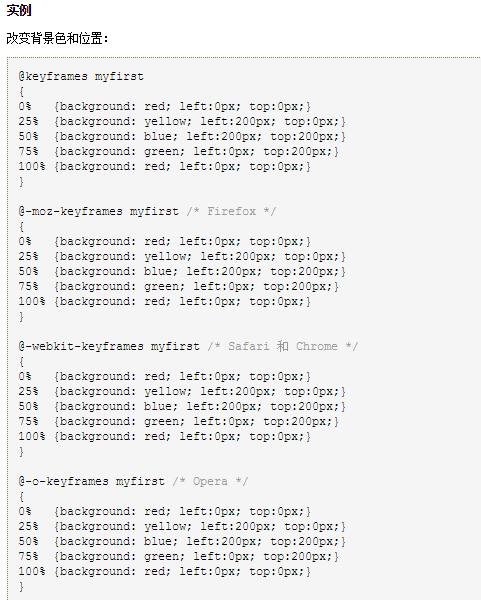 实例
改变背景色和位置：
@keyframes myfirst
{
0%   {background: red; left:0px; top:0px;}
25%  {background: yellow; left:200px; top:0px;}
50%  {background: blue; left:200px; top:200px;}
75%  {background: green; left:0px; top:200px;}
100% {background: red; left:0px; top:0px;}
}
@-moz-keyframes myfirst /* Firefox */
{
0%   {background: red; left:0px; top:0px;}
25%  {background: yellow; left:200px; top:0px;}
50%  {background: blue; left:200px; top:200px;}
75%  {background: green; left:0px; top:200px;}
100% {background: red; left:0px; top:0px;}
}
@-webkit-keyframes myfirst /* Safari 和 Chrome */
{
0%   {background: red; left:0px; top:0px;}
25%  {background: yellow; left:200px; top:0px;}
50%  {background: blue; left:200px; top:200px;}
75%  {background: green; left:0px; top:200px;}
100% {background: red; left:0px; top:0px;}
}
@-o-keyframes myfirst /* Opera */
{
0%   {background: red; left:0px; top:0px;}
25%  {background: yellow; left:200px; top:0px;}
50%  {background: blue; left:200px; top:200px;}
75%  {background: green; left:0px; top:200px;}
100% {background: red; left:0px; top:0px;}
}